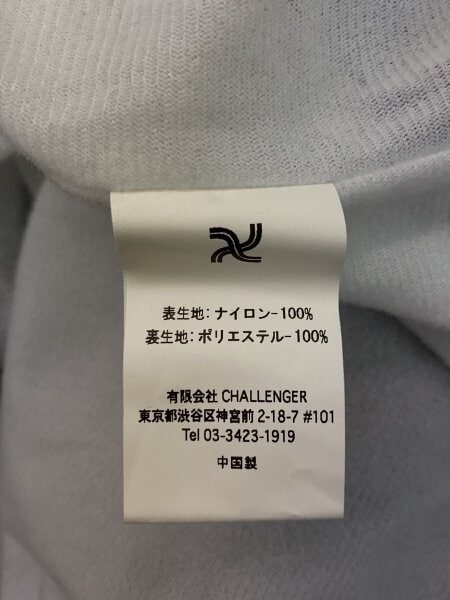 表生地：ナイロン-100%
裏生地：ポリエステル-100%
有限会社 CHALLENGER
東京都渋谷区神宮前 2-18-7 #101
Tel 03-3423-1919
中国製